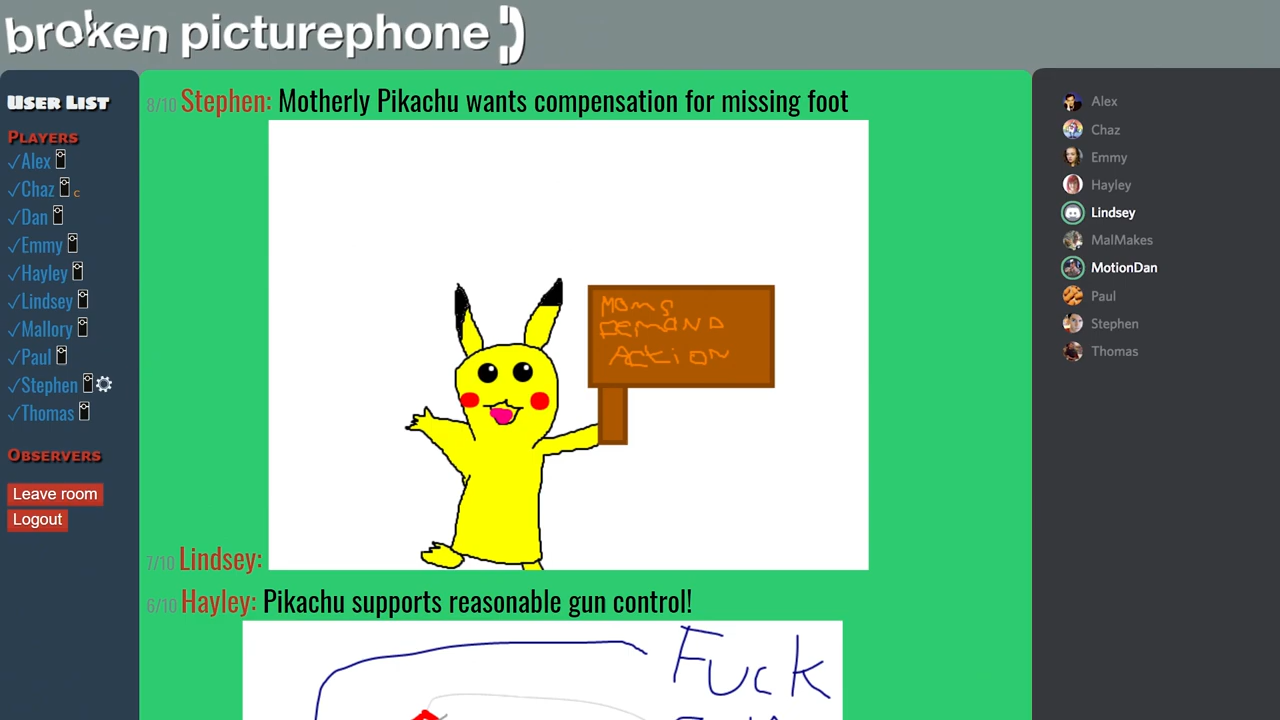 broken picturephone
USER LIST
PLAYERS
✓Alex
✓Chaz c
✓Dan
✓Emmy
✓Hayley
✓Lindsey
✓Mallory
✓Paul
✓Stephen
✓Thomas
OBSERVERS
Leave room
Logout
8/10 Stephen: Motherly Pikachu wants compensation for missing foot
MOMS
DEMAND
ACTION
7/10 Lindsey:
6/10 Hayley: Pikachu supports reasonable gun control!
Fuck
Alex
Chaz
Emmy
Hayley
Lindsey
MalMakes
MotionDan
Paul
Stephen
Thomas